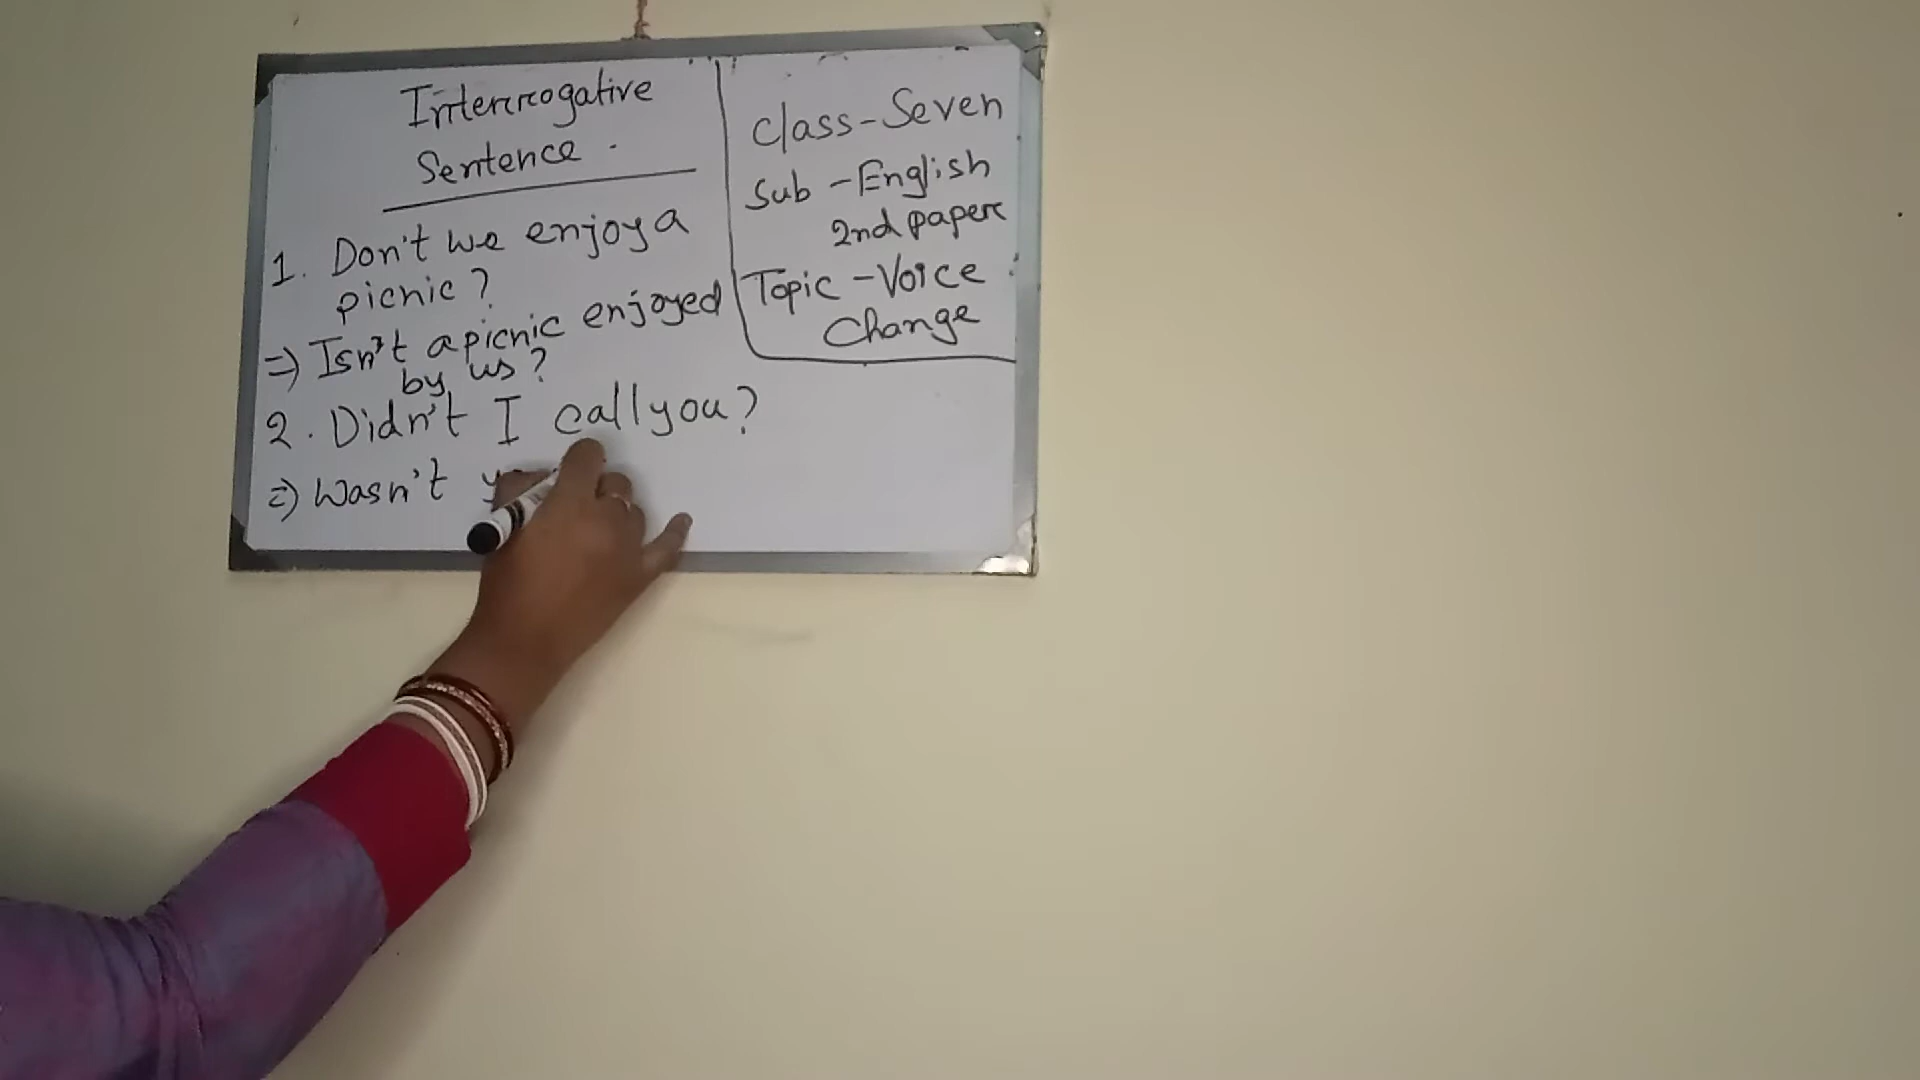 Interrogative
Sentence.
1. Don't we enjoy a
picnic?
=> Isn't a picnic enjoyed
by us?
2. Didn't I call you?
=> Wasn't
Class-Seven
Sub -English
2nd paper
Topic -Voice
Change